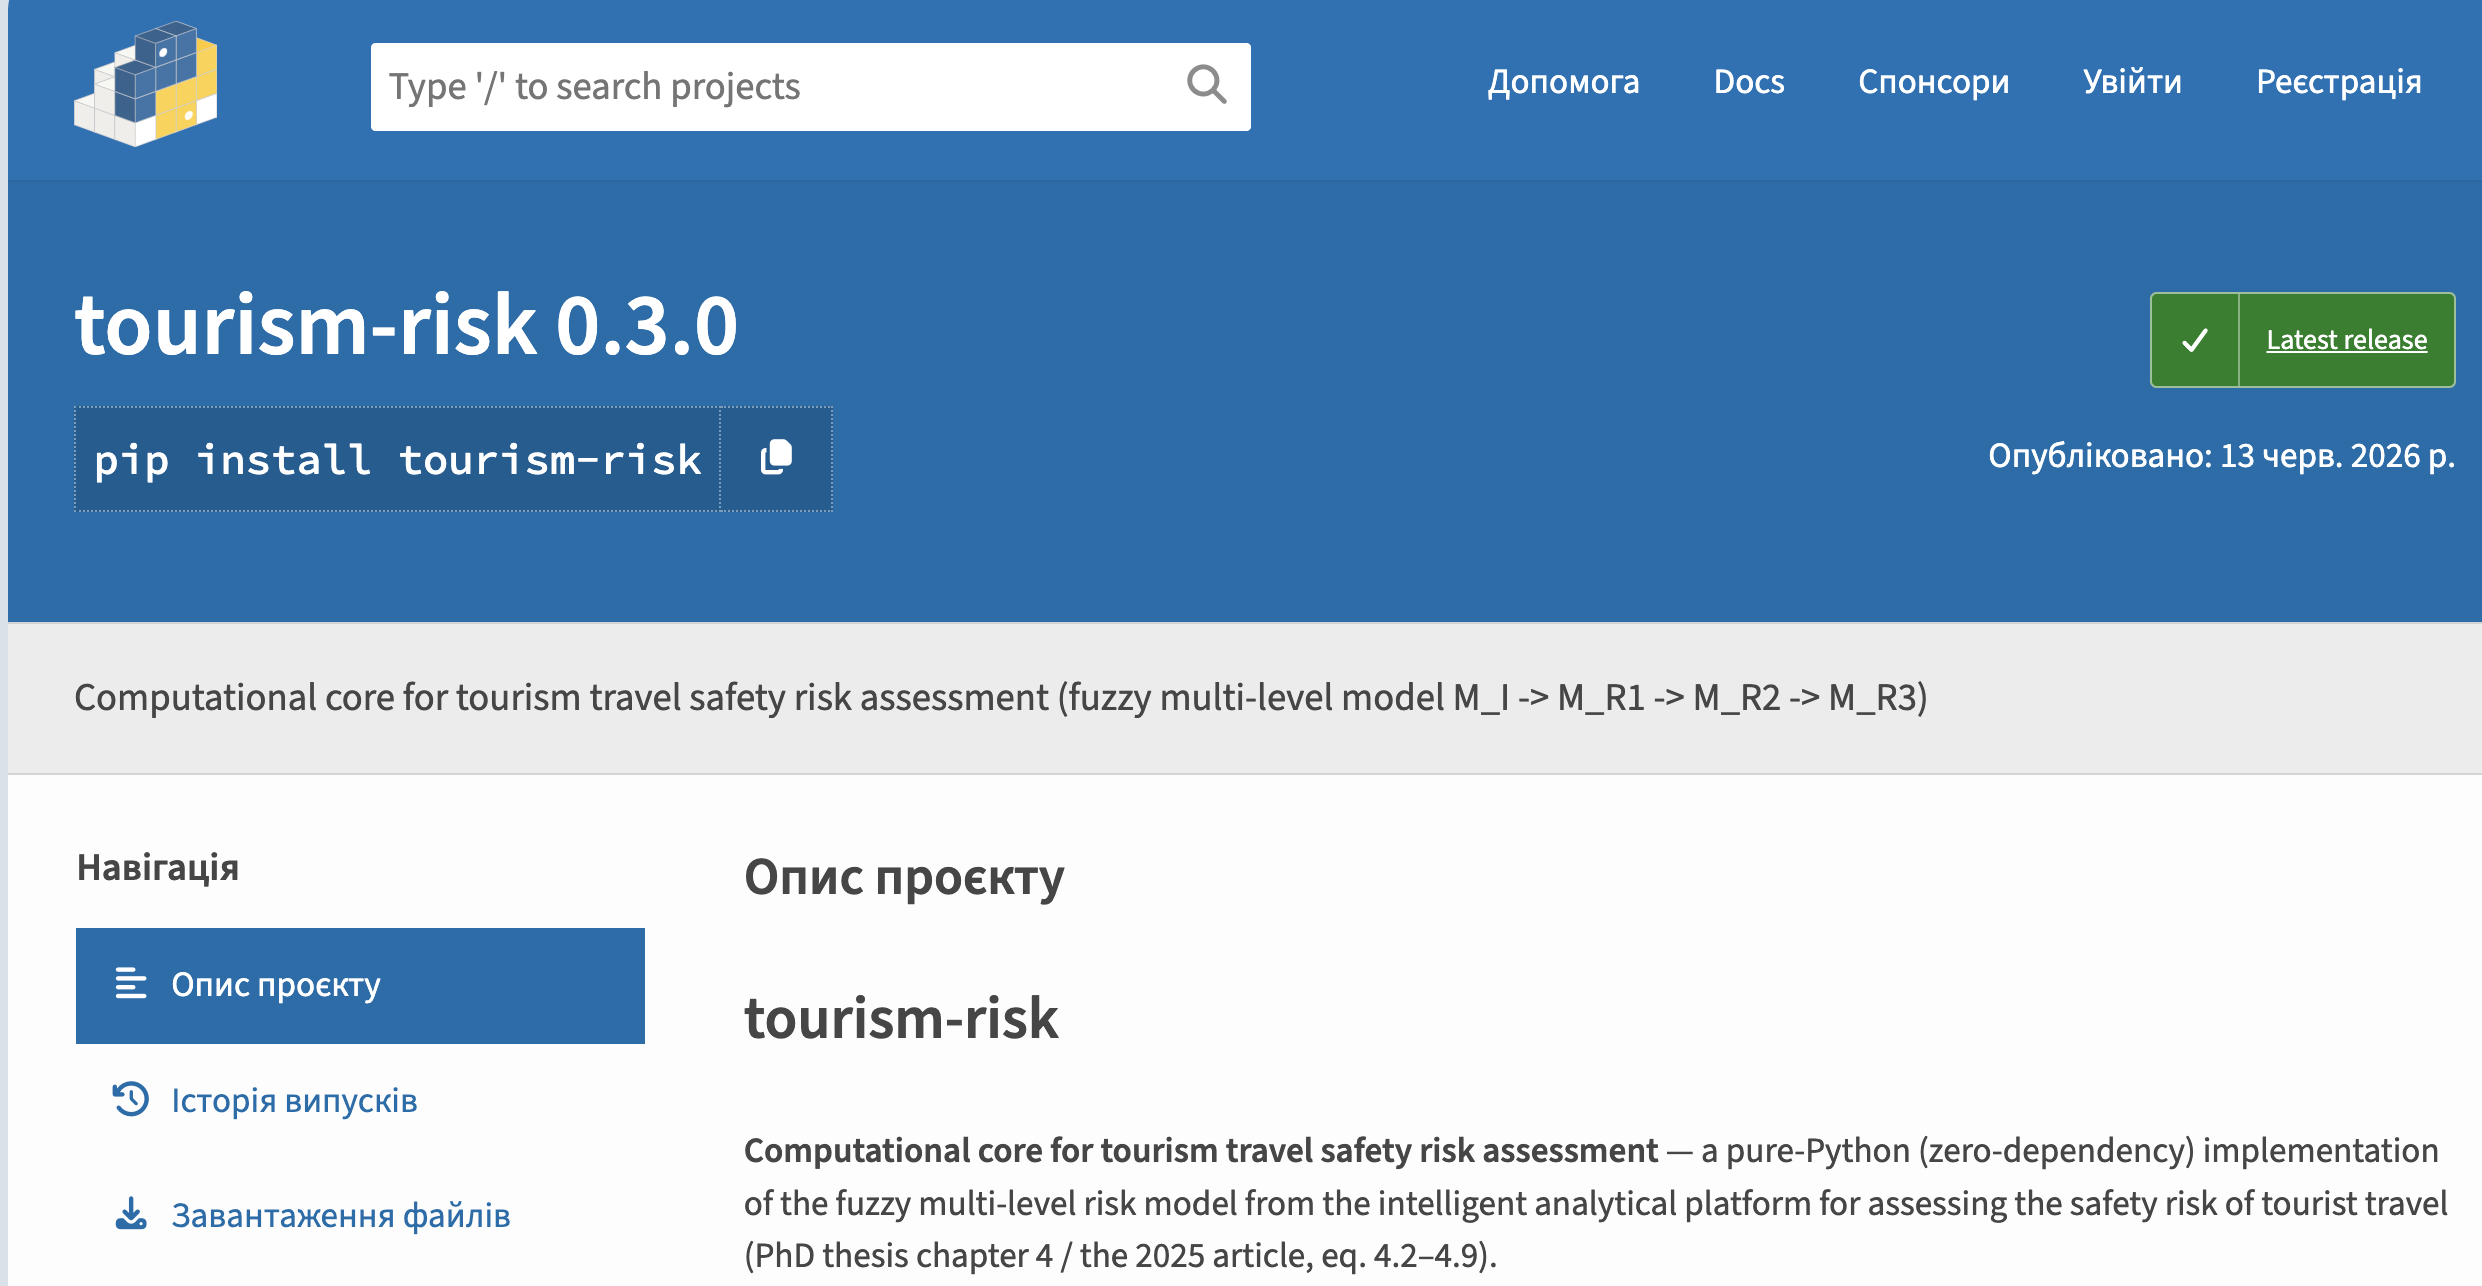 Type '/' to search projects
Допомога
Docs
Спонсори
Увійти
Реєстрація
tourism-risk 0.3.0
pip install tourism-risk
Latest release
Опубліковано: 13 черв. 2026 р.
Computational core for tourism travel safety risk assessment (fuzzy multi-level model M_I -> M_R1 -> M_R2 -> M_R3)
Навігація
Опис проєкту
Історія випусків
Завантаження файлів
Опис проєкту
tourism-risk
Computational core for tourism travel safety risk assessment — a pure-Python (zero-dependency) implementation
of the fuzzy multi-level risk model from the intelligent analytical platform for assessing the safety risk of tourist travel
(PhD thesis chapter 4 / the 2025 article, eq. 4.2–4.9).